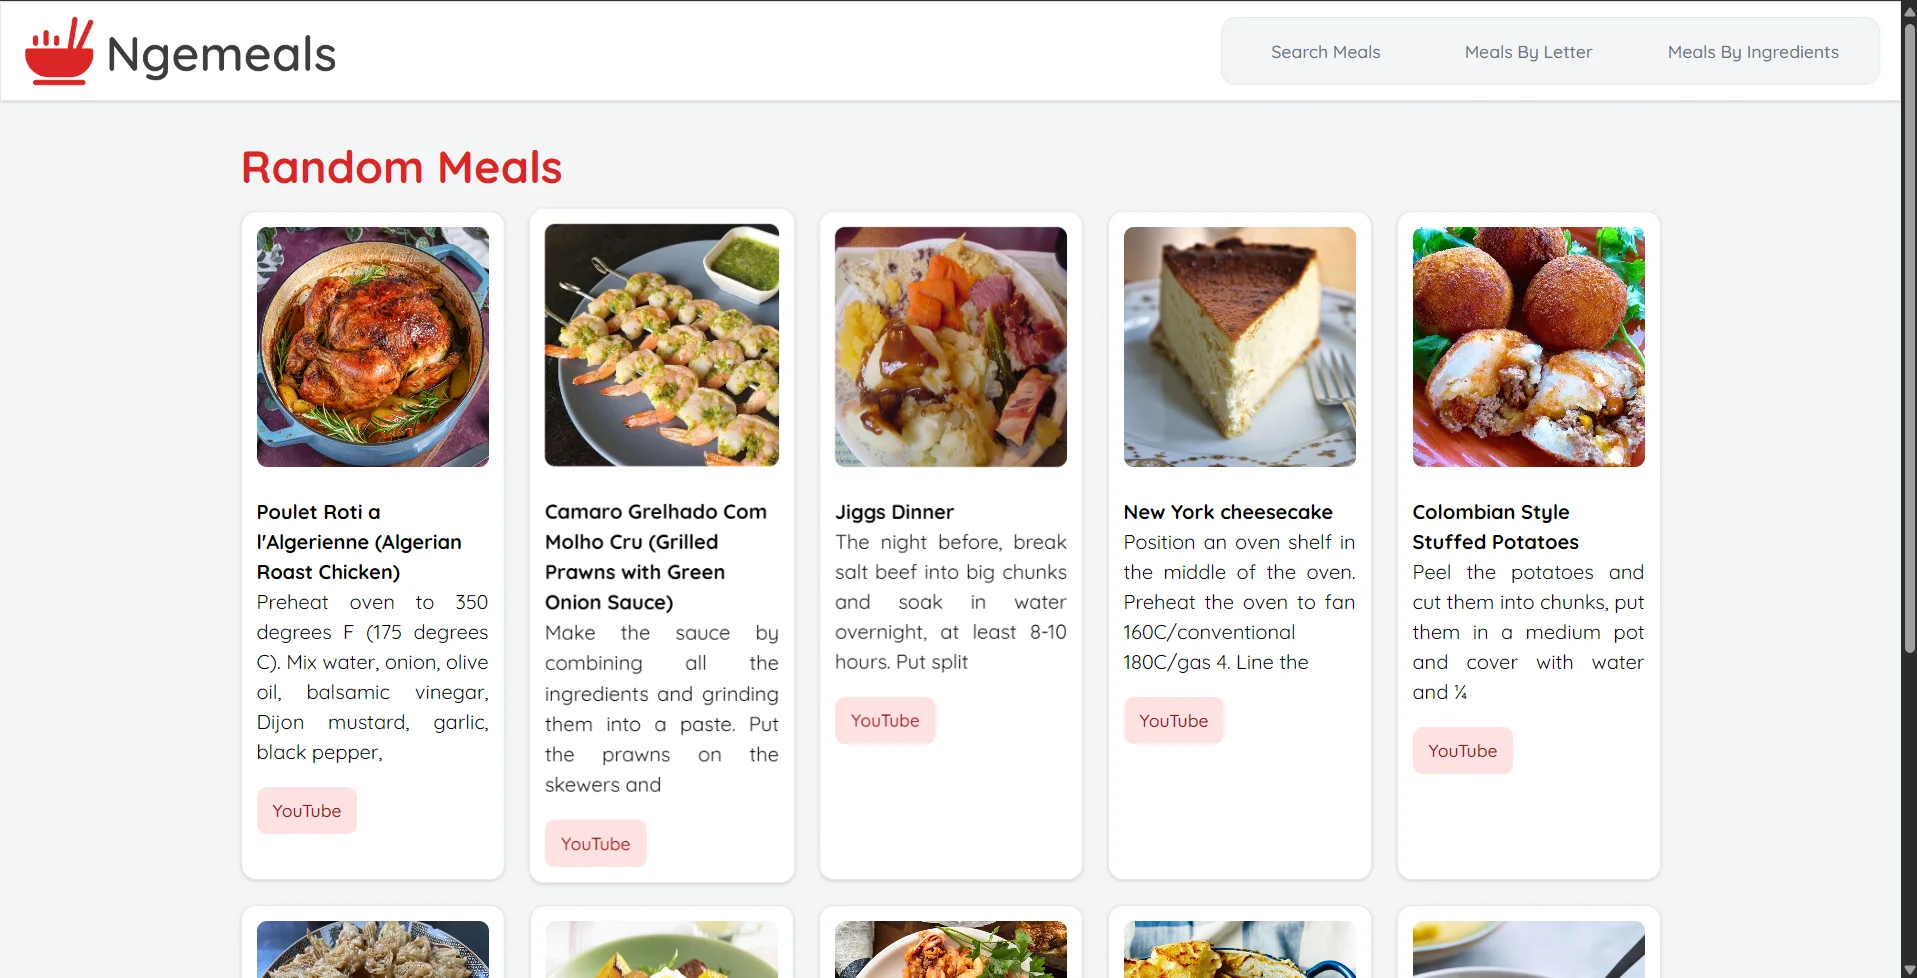 Ngemeals
Search Meals
Meals By Letter
Meals By Ingredients
Random Meals
Poulet Roti a
l'Algerienne (Algerian
Roast Chicken)
Preheat oven to 350
degrees F (175 degrees
C). Mix water, onion, olive
oil, balsamic vinegar,
Dijon mustard, garlic,
black pepper,
YouTube
Camaro Grelhado Com
Molho Cru (Grilled
Prawns with Green
Onion Sauce)
Make the sauce by
combining all the
ingredients and grinding
them into a paste. Put
the prawns on the
skewers and
YouTube
Jiggs Dinner
The night before, break
salt beef into big chunks
and soak in water
overnight, at least 8-10
hours. Put split
YouTube
New York cheesecake
Position an oven shelf in
the middle of the oven.
Preheat the oven to fan
160C/conventional
180C/gas 4. Line the
YouTube
Colombian Style
Stuffed Potatoes
Peel the potatoes and
cut them into chunks, put
them in a medium pot
and cover with water
and ¼
YouTube